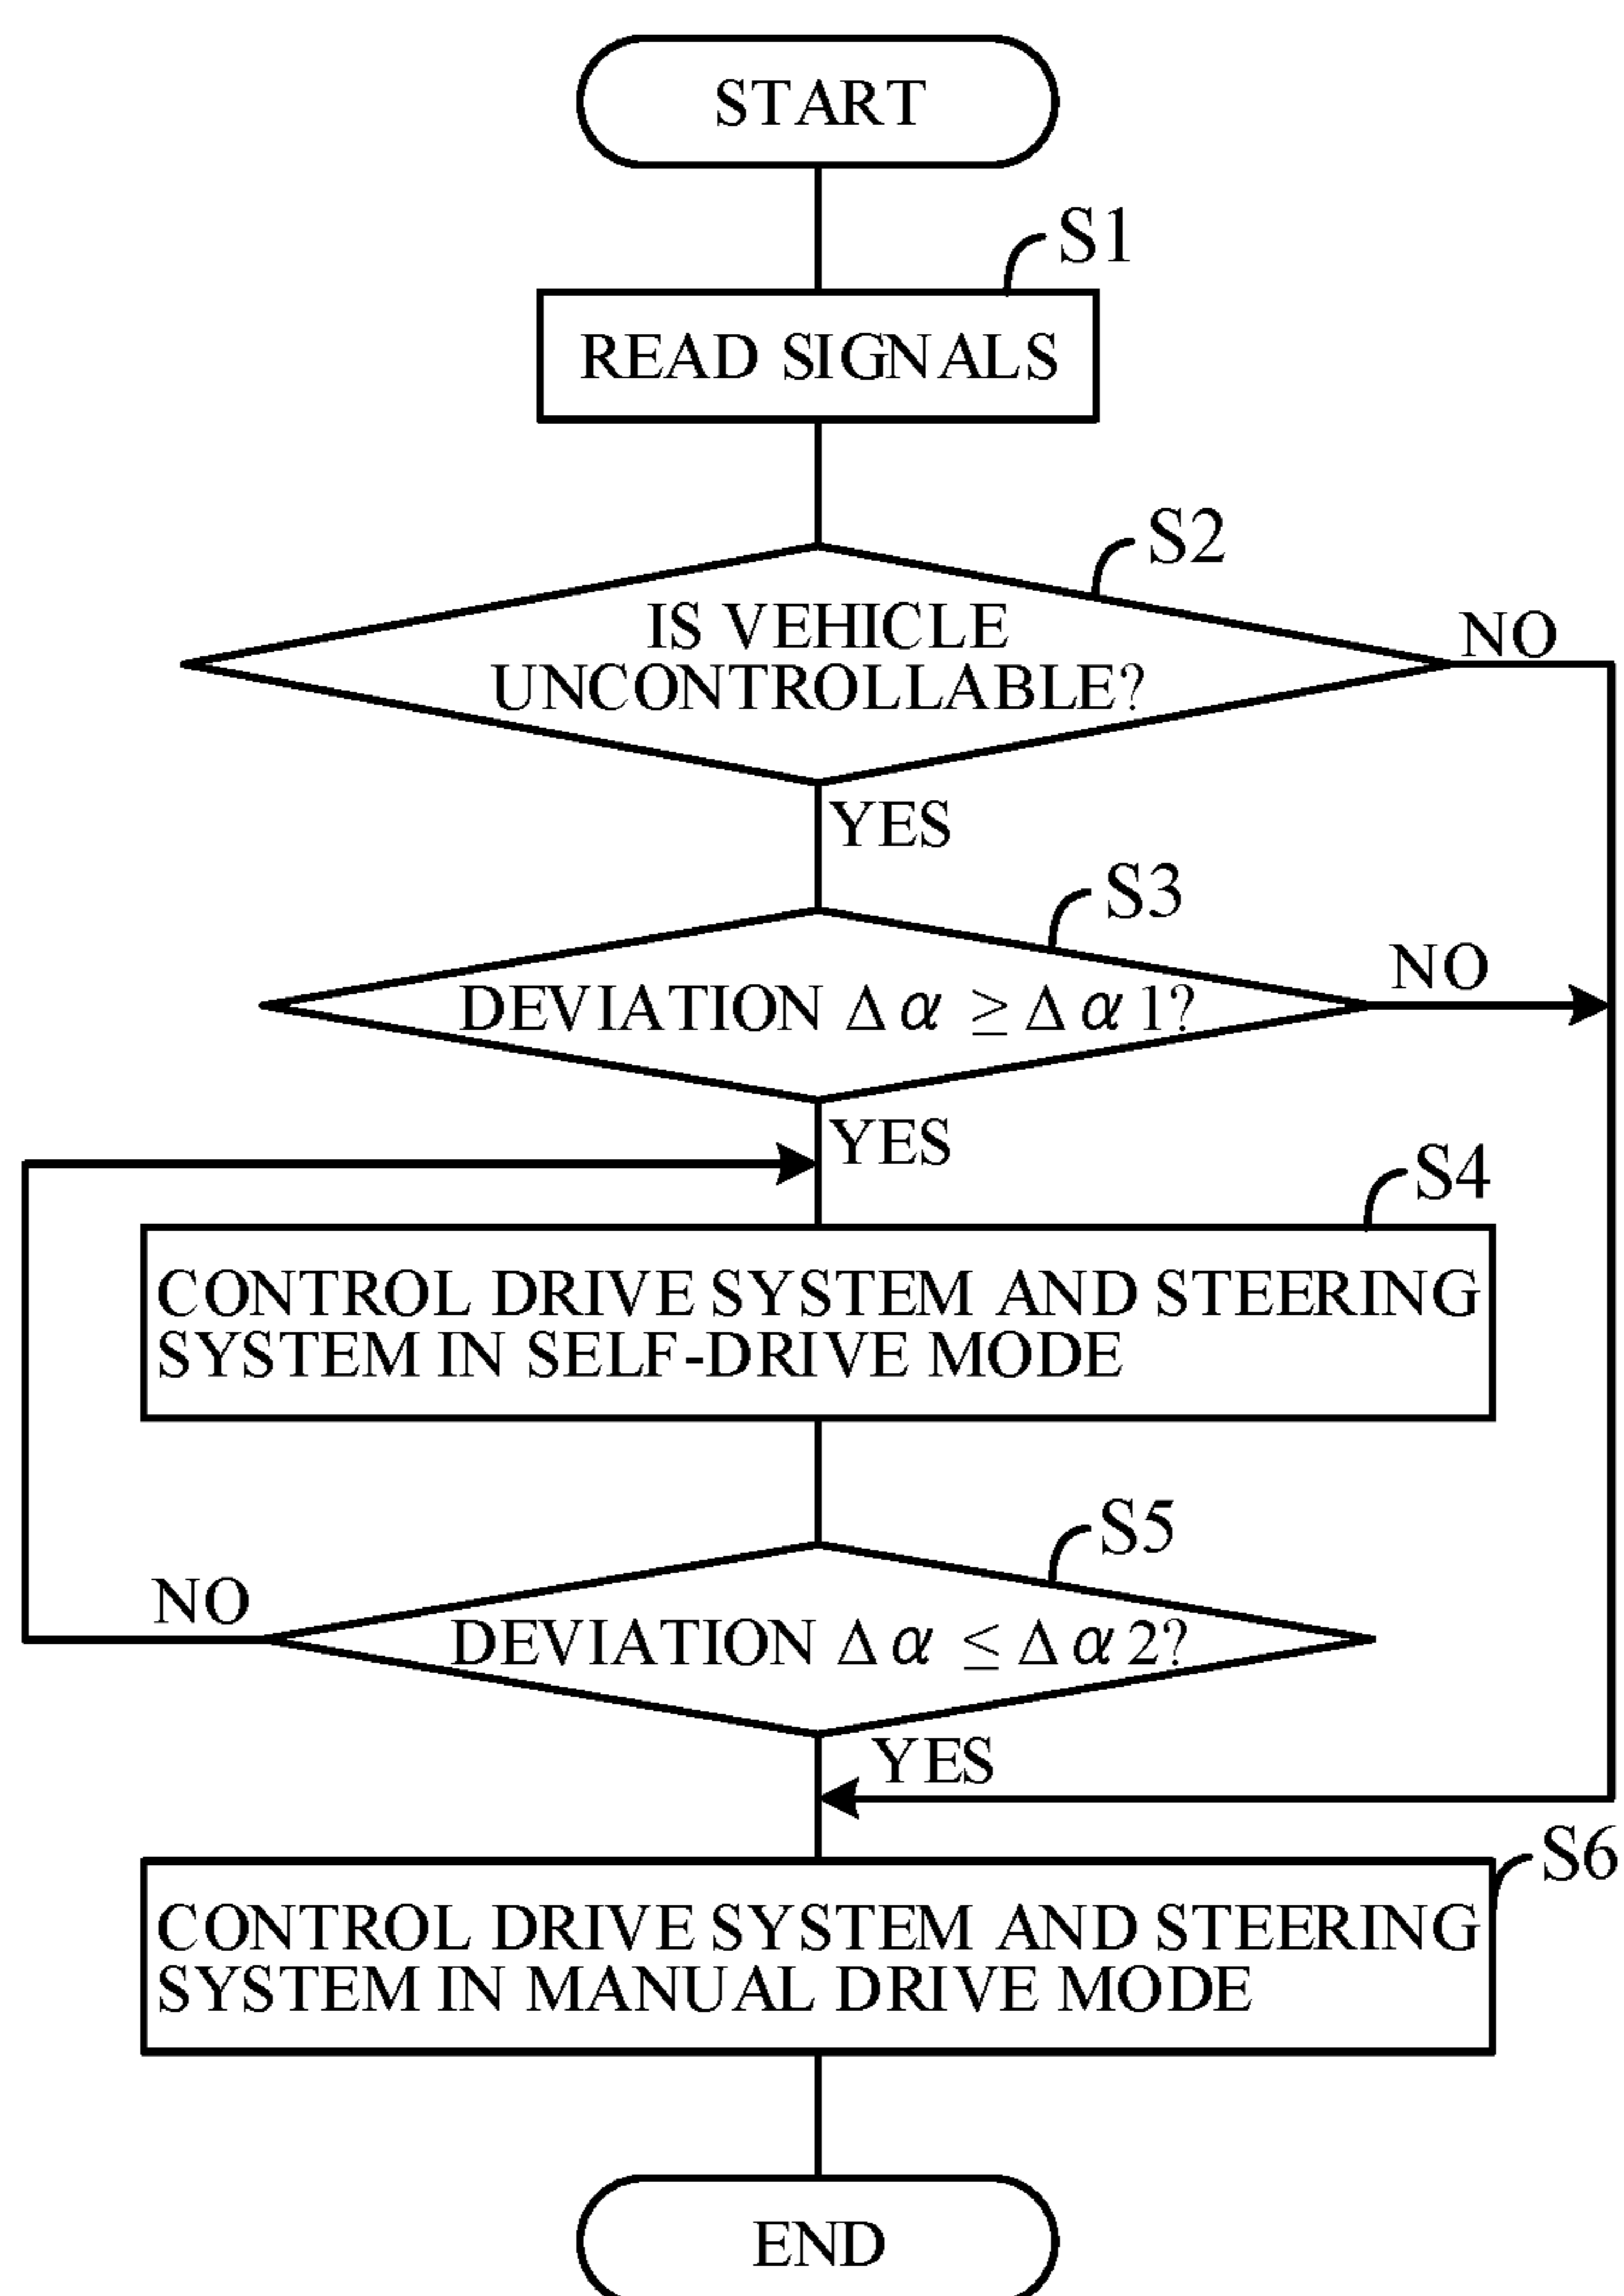 START
S1
READ SIGNALS
S2
IS VEHICLE
UNCONTROLLABLE?
NO
YES
S3
DEVIATION Δα ≥ Δα1?
NO
YES
S4
CONTROL DRIVE SYSTEM AND STEERING
SYSTEM IN SELF-DRIVE MODE
S5
NO
DEVIATION Δα ≤ Δα2?
YES
S6
CONTROL DRIVE SYSTEM AND STEERING
SYSTEM IN MANUAL DRIVE MODE
END